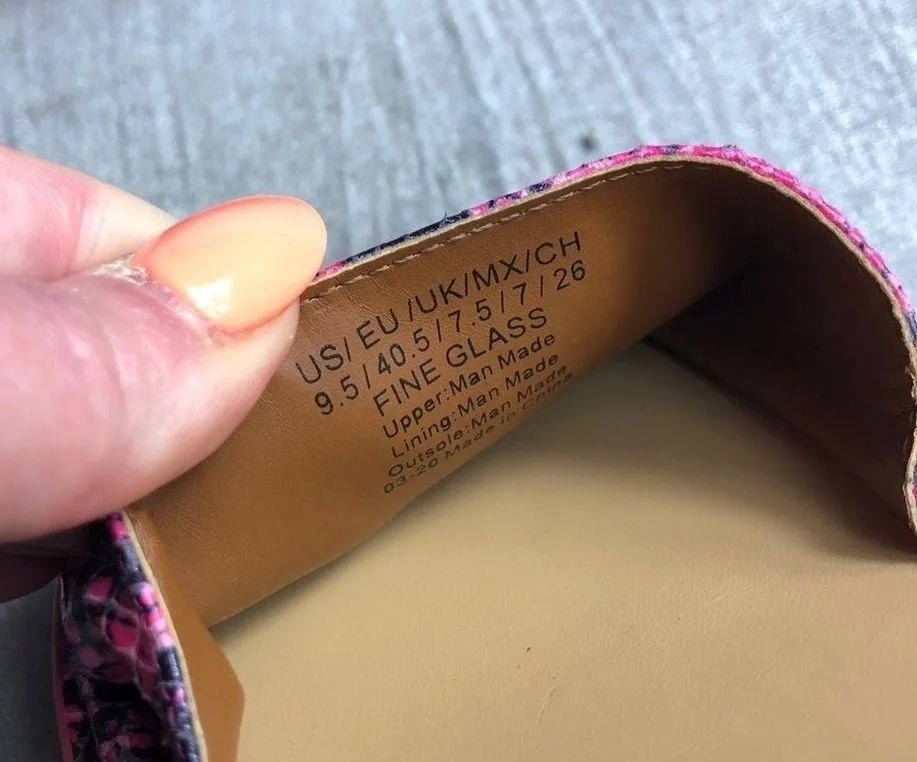 US/ EU /UK/MX/CH
9.5/40.5/7.5/7/26
FINE GLASS
Upper:Man Made
Lining:Man Made
Outsole:Man Made
03-20 Made in China